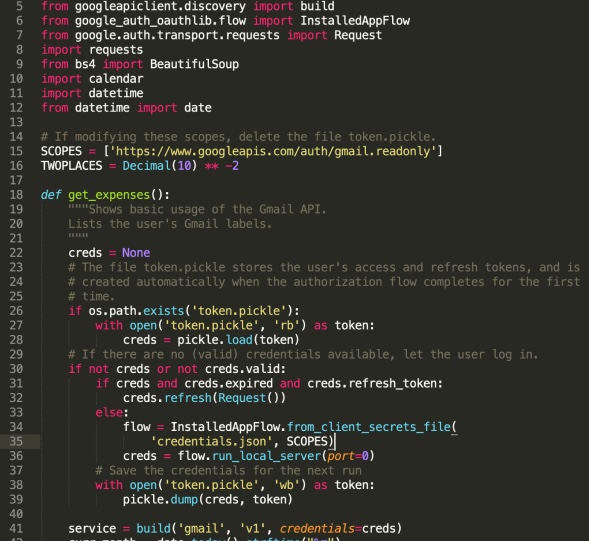 5 from googleapiclient.discovery import build
6 from google_auth_oauthlib.flow import InstalledAppFlow
7 from google.auth.transport.requests import Request
8 import requests
9 from bs4 import BeautifulSoup
10 import calendar
11 import datetime
12 from datetime import date
13
14 # If modifying these scopes, delete the file token.pickle.
15 SCOPES = ['https://www.googleapis.com/auth/gmail.readonly']
16 TWOPLACES = Decimal(10) ** -2
17
18 def get_expenses():
19     """Shows basic usage of the Gmail API.
20     Lists the user's Gmail labels.
21     """
22     creds = None
23     # The file token.pickle stores the user's access and refresh tokens, and is
24     # created automatically when the authorization flow completes for the first
25     # time.
26     if os.path.exists('token.pickle'):
27         with open('token.pickle', 'rb') as token:
28             creds = pickle.load(token)
29     # If there are no (valid) credentials available, let the user log in.
30     if not creds or not creds.valid:
31         if creds and creds.expired and creds.refresh_token:
32             creds.refresh(Request())
33         else:
34             flow = InstalledAppFlow.from_client_secrets_file(
35                 'credentials.json', SCOPES)
36             creds = flow.run_local_server(port=0)
37         # Save the credentials for the next run
38         with open('token.pickle', 'wb') as token:
39             pickle.dump(creds, token)
40
41     service = build('gmail', 'v1', credentials=creds)